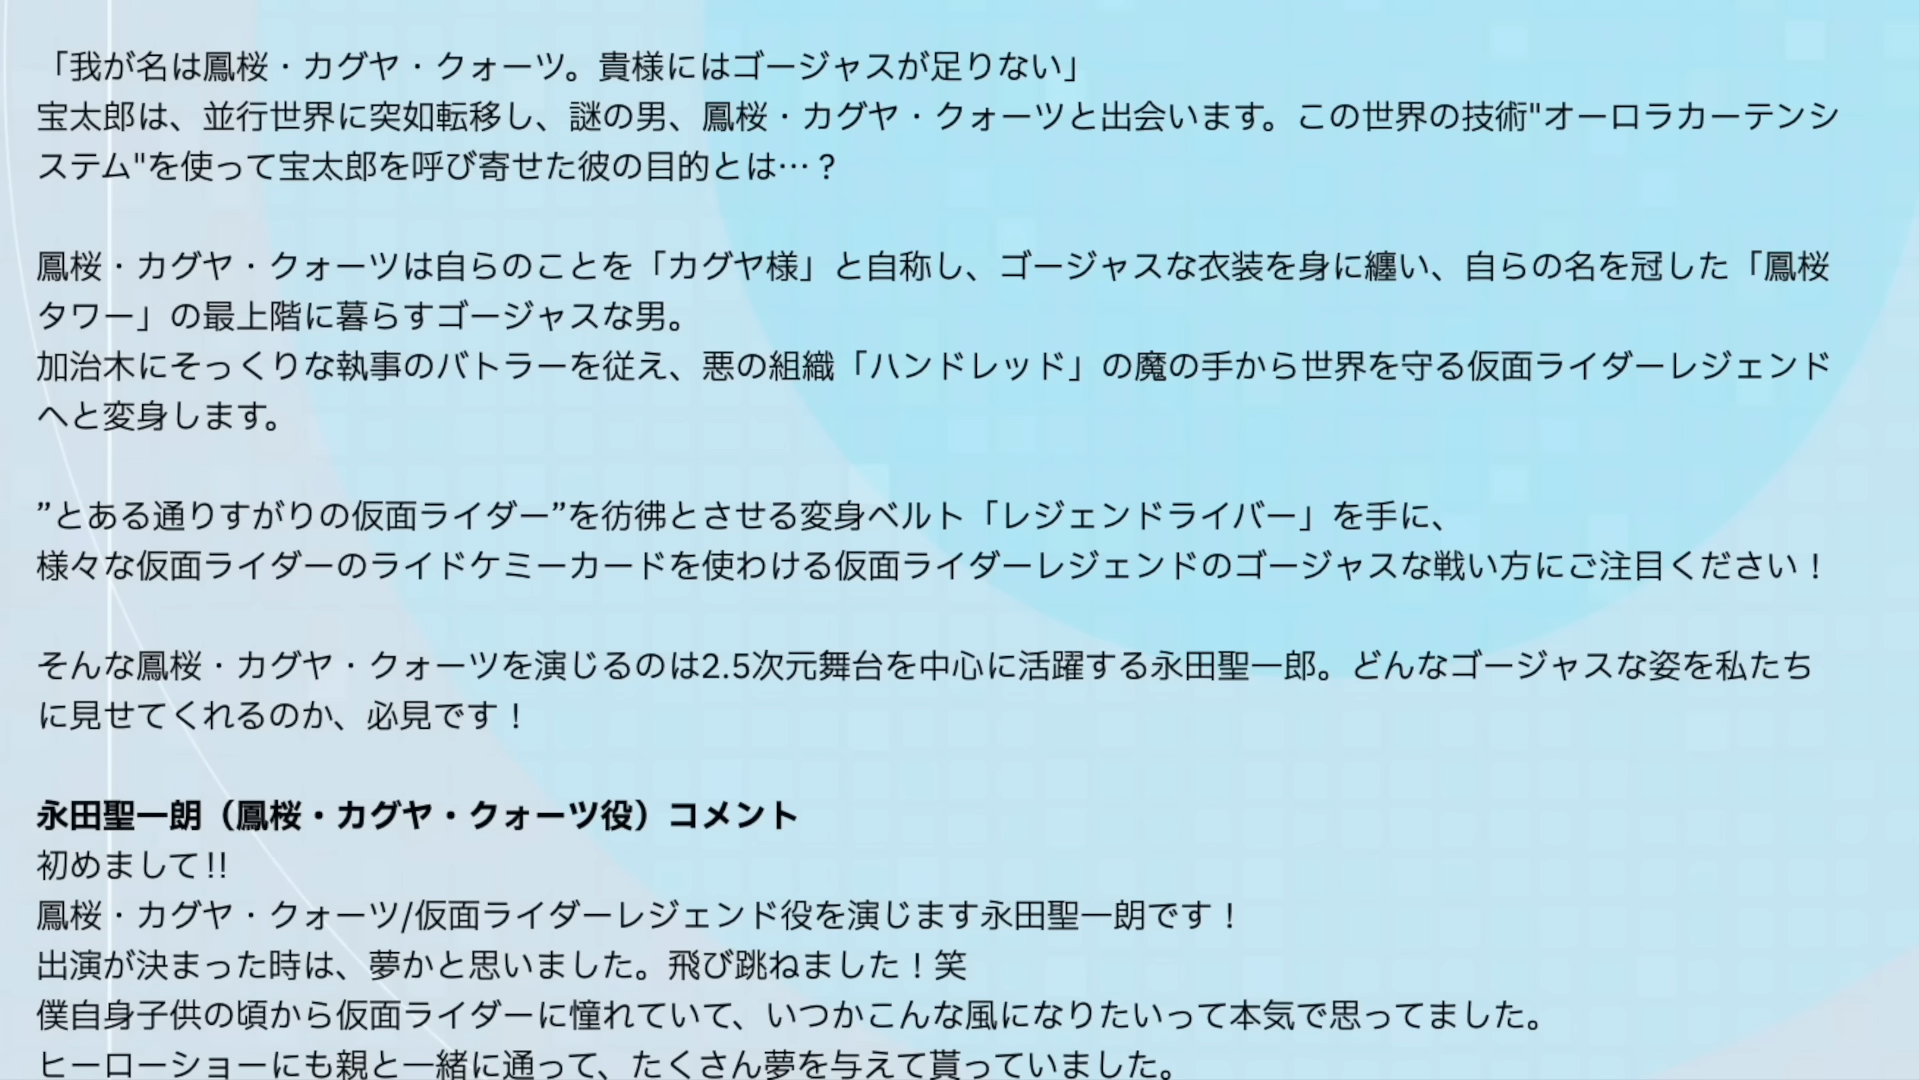 「我が名は鳳桜・カグヤ・クォーツ。貴様にはゴージャスが足りない」
宝太郎は、並行世界に突如転移し、謎の男、鳳桜・カグヤ・クォーツと出会います。この世界の技術"オーロラカーテンシ
ステム"を使って宝太郎を呼び寄せた彼の目的とは…？
鳳桜・カグヤ・クォーツは自らのことを「カグヤ様」と自称し、ゴージャスな衣装を身に纏い、自らの名を冠した「鳳桜
タワー」の最上階に暮らすゴージャスな男。
加治木にそっくりな執事のバトラーを従え、悪の組織「ハンドレッド」の魔の手から世界を守る仮面ライダーレジェンド
へと変身します。
”とある通りすがりの仮面ライダー”を彷彿とさせる変身ベルト「レジェンドライバー」を手に、
様々な仮面ライダーのライドケミーカードを使わける仮面ライダーレジェンドのゴージャスな戦い方にご注目ください！
そんな鳳桜・カグヤ・クォーツを演じるのは2.5次元舞台を中心に活躍する永田聖一郎。どんなゴージャスな姿を私たち
に見せてくれるのか、必見です！
永田聖一朗（鳳桜・カグヤ・クォーツ役）コメント
初めまして!!
鳳桜・カグヤ・クォーツ/仮面ライダーレジェンド役を演じます永田聖一朗です！
出演が決まった時は、夢かと思いました。飛び跳ねました！笑
僕自身子供の頃から仮面ライダーに憧れていて、いつかこんな風になりたいって本気で思ってました。
ヒーローショーにも親と一緒に通って、たくさん夢を与えて貰っていました。